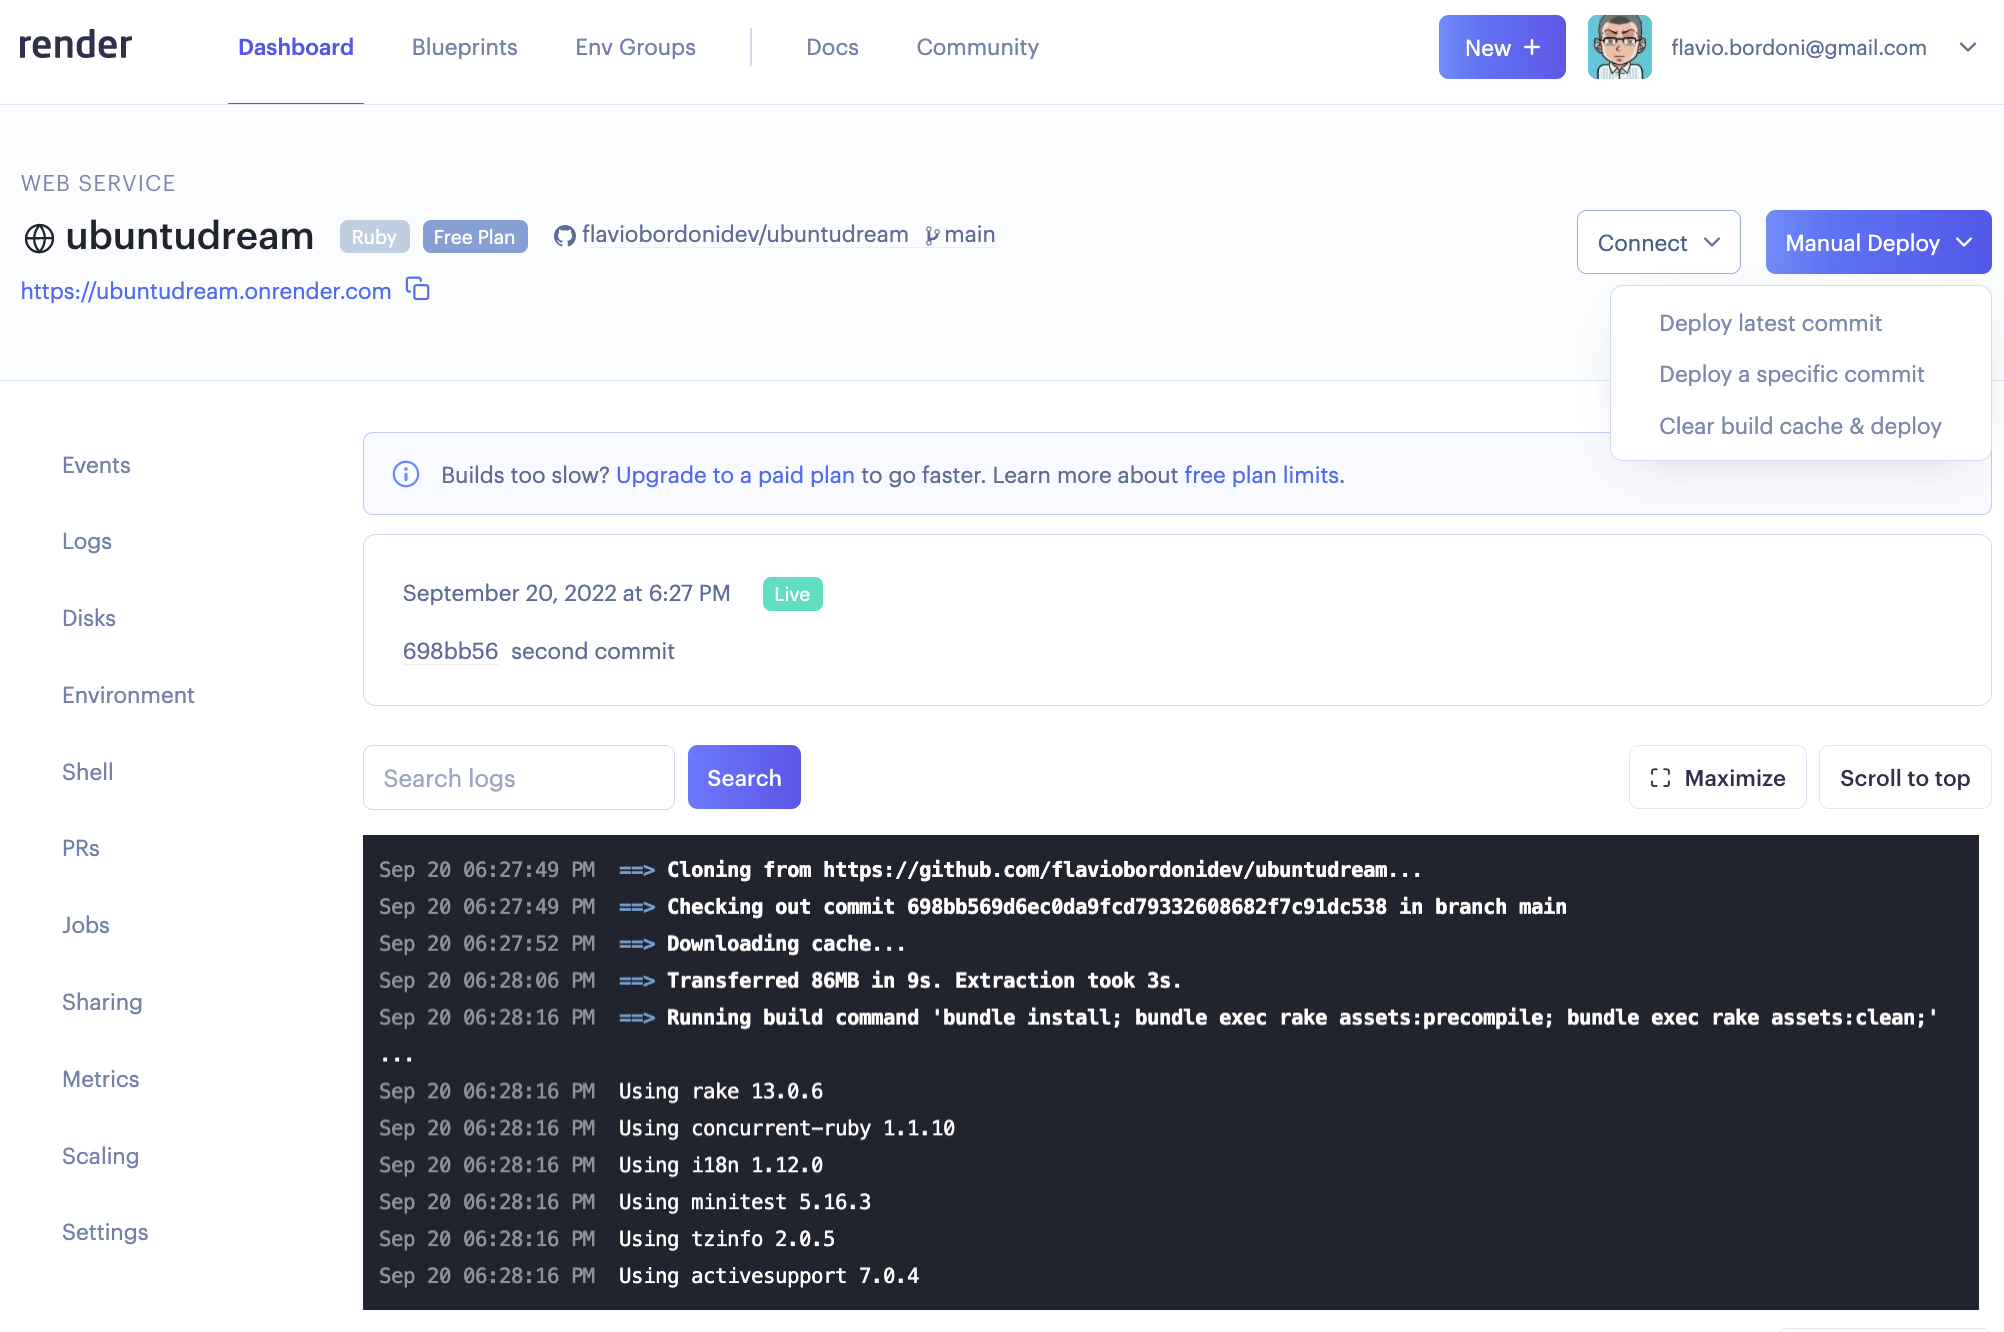 render
Dashboard Blueprints Env Groups Docs Community New + flavio.bordoni@gmail.com
WEB SERVICE
ubuntudream Ruby Free Plan flaviobordonidev/ubuntudream main
https://ubuntudream.onrender.com
Connect Manual Deploy
Deploy latest commit
Deploy a specific commit
Clear build cache & deploy
Events
Logs
Disks
Environment
Shell
PRs
Jobs
Sharing
Metrics
Scaling
Settings
Builds too slow? Upgrade to a paid plan to go faster. Learn more about free plan limits.
September 20, 2022 at 6:27 PM Live
698bb56 second commit
Search logs Search Maximize Scroll to top
Sep 20 06:27:49 PM ==> Cloning from https://github.com/flaviobordonidev/ubuntudream...
Sep 20 06:27:49 PM ==> Checking out commit 698bb569d6ec0da9fcd79332608682f7c91dc538 in branch main
Sep 20 06:27:52 PM ==> Downloading cache...
Sep 20 06:28:06 PM ==> Transferred 86MB in 9s. Extraction took 3s.
Sep 20 06:28:16 PM ==> Running build command 'bundle install; bundle exec rake assets:precompile; bundle exec rake assets:clean;'
...
Sep 20 06:28:16 PM Using rake 13.0.6
Sep 20 06:28:16 PM Using concurrent-ruby 1.1.10
Sep 20 06:28:16 PM Using i18n 1.12.0
Sep 20 06:28:16 PM Using minitest 5.16.3
Sep 20 06:28:16 PM Using tzinfo 2.0.5
Sep 20 06:28:16 PM Using activesupport 7.0.4